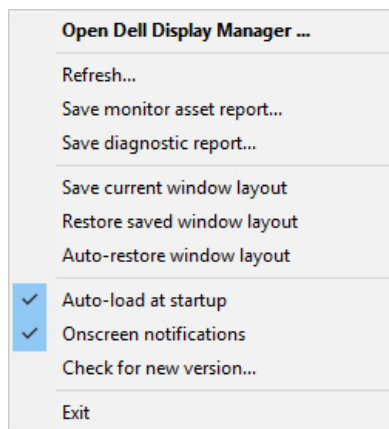 Open Dell Display Manager ...
Refresh...
Save monitor asset report...
Save diagnostic report...
Save current window layout
Restore saved window layout
Auto-restore window layout
Auto-load at startup
Onscreen notifications
Check for new version...
Exit